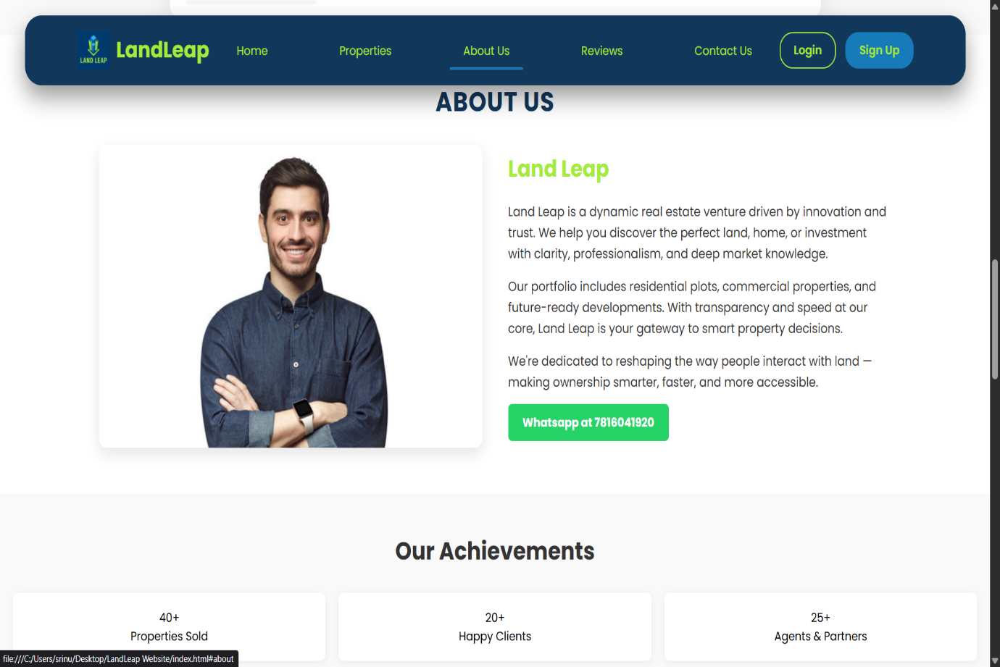 LAND LEAP
LandLeap
Home
Properties
About Us
Reviews
Contact Us
Login
Sign Up
ABOUT US
Land Leap
Land Leap is a dynamic real estate venture driven by innovation and
trust. We help you discover the perfect land, home, or investment
with clarity, professionalism, and deep market knowledge.
Our portfolio includes residential plots, commercial properties, and
future-ready developments. With transparency and speed at our
core, Land Leap is your gateway to smart property decisions.
We're dedicated to reshaping the way people interact with land —
making ownership smarter, faster, and more accessible.
Whatsapp at 7816041920
Our Achievements
40+
Properties Sold
20+
Happy Clients
25+
Agents & Partners
file:///C:/Users/srinu/Desktop/LandLeap Website/index.html#about